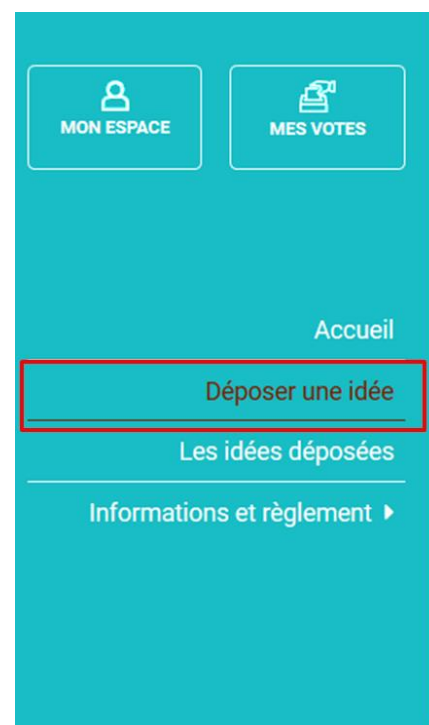 MON ESPACE
MES VOTES
Accueil
Déposer une idée
Les idées déposées
Informations et règlement